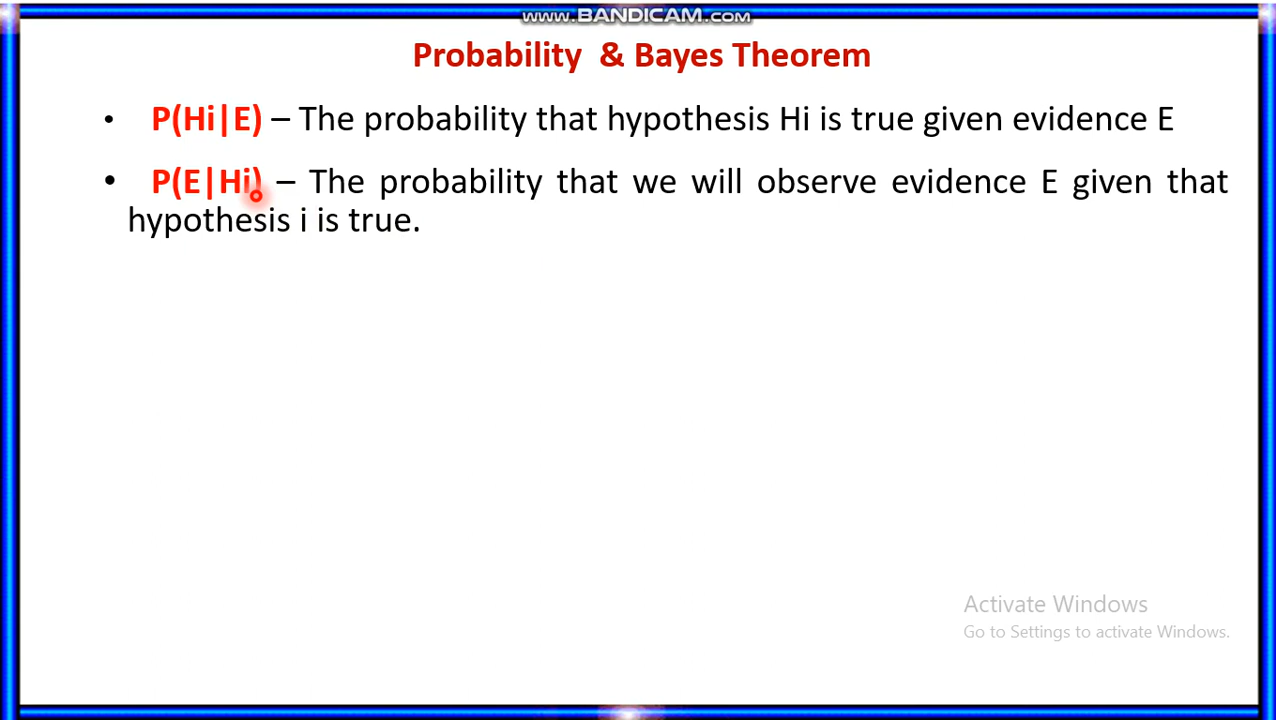 WWW.BANDICAM.COM
Probability & Bayes Theorem
• P(Hi|E) – The probability that hypothesis Hi is true given evidence E
• P(E|Hi) – The probability that we will observe evidence E given that
hypothesis i is true.
Activate Windows
Go to Settings to activate Windows.